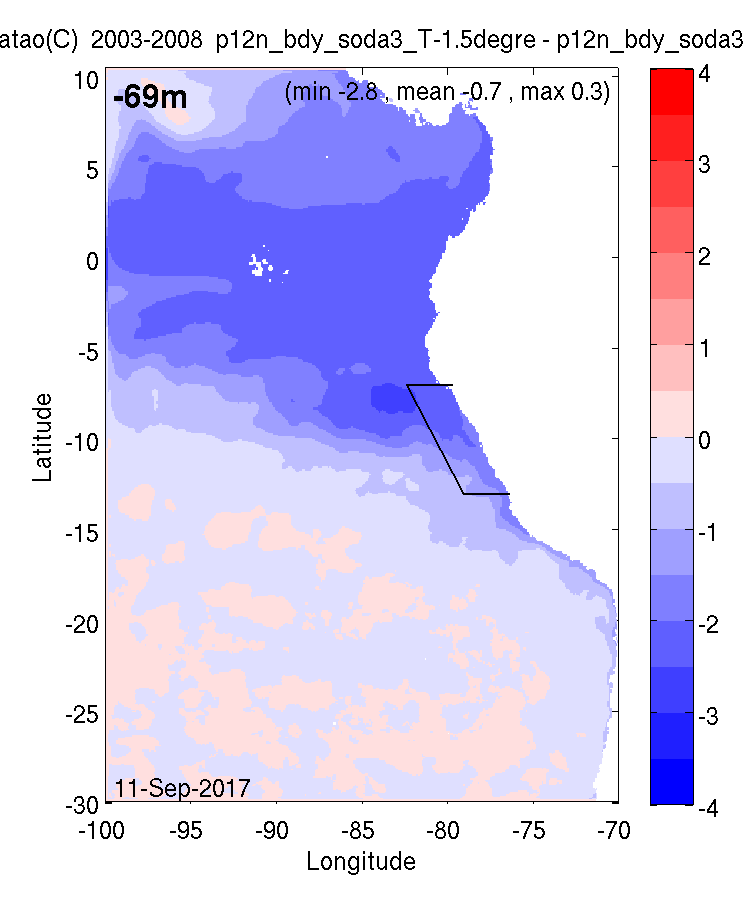 atao(C) 2003-2008 p12n_bdy_soda3_T-1.5degre - p12n_bdy_soda3
-69m
(min -2.8 , mean -0.7 , max 0.3)
10
5
0
-5
-10
-15
-20
-25
-30
Latitude
11-Sep-2017
-100 -95 -90 -85 -80 -75 -70
Longitude
4
3
2
1
0
-1
-2
-3
-4